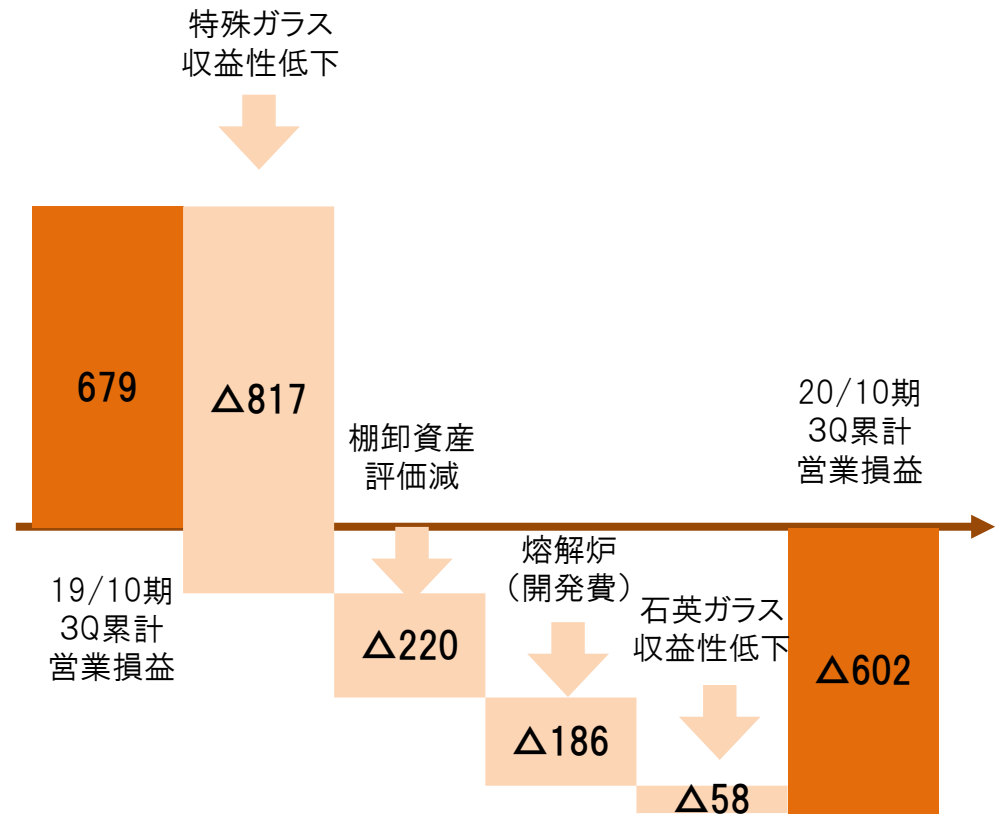 特殊ガラス
収益性低下
679
△817
棚卸資産
評価減
20/10期
3Q累計
営業損益
19/10期
3Q累計
営業損益
△220
熔解炉
（開発費）
△186
石英ガラス
収益性低下
△58
△602